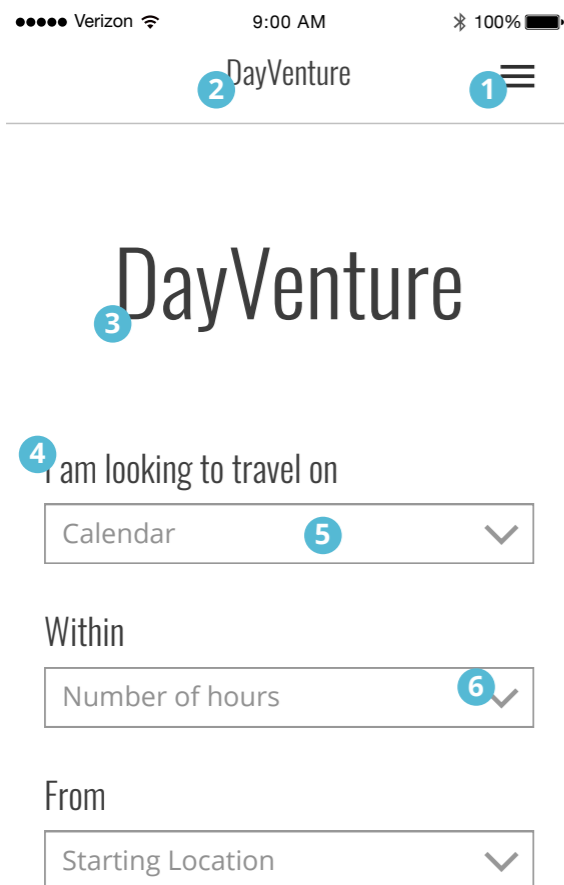 Verizon 9:00 AM 100%
2 DayVenture 1
DayVenture
3
4
I am looking to travel on
Calendar 5
Within
Number of hours 6
From
Starting Location